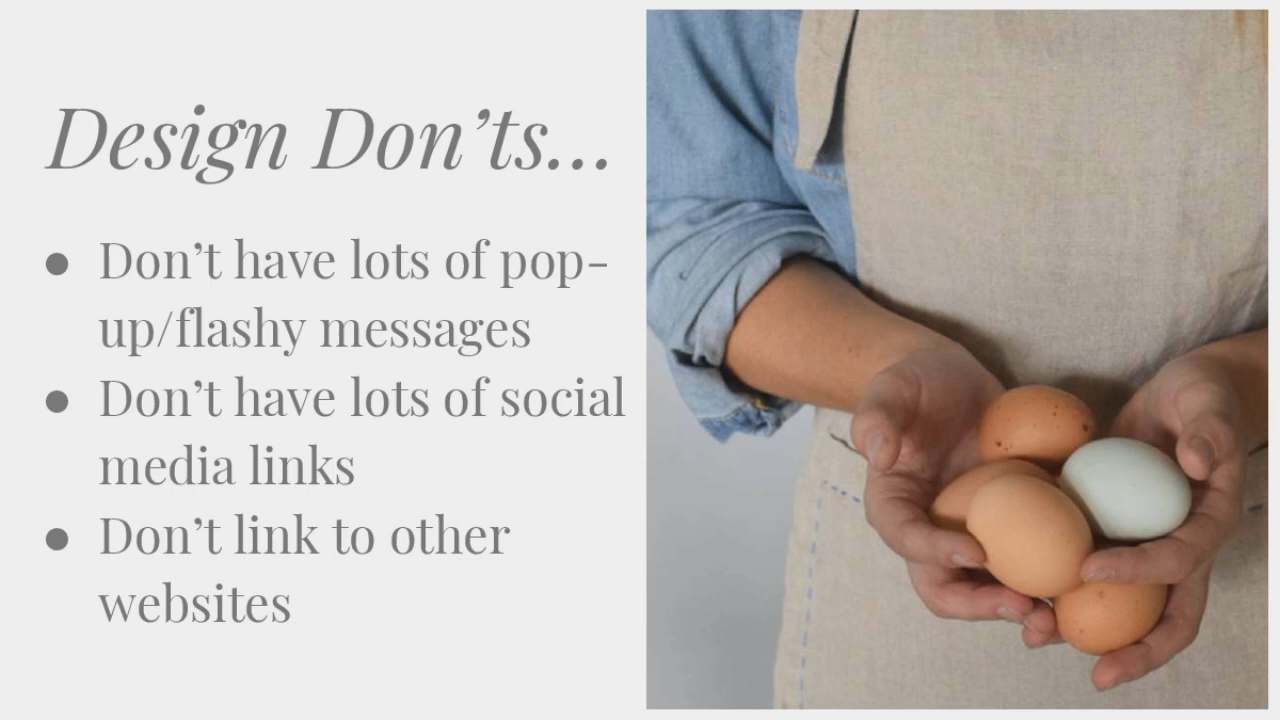 Design Don’ts...
● Don’t have lots of pop-
up/flashy messages
● Don’t have lots of social
media links
● Don’t link to other
websites